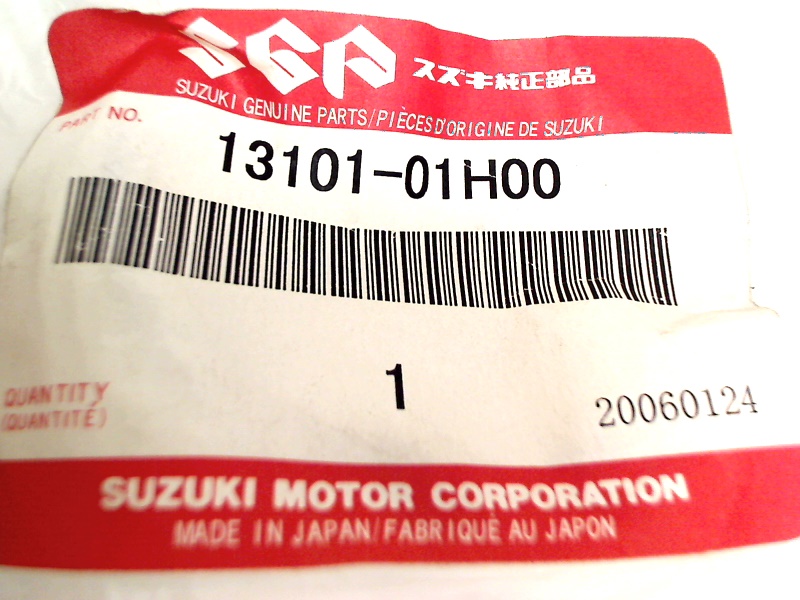 SGP スズキ純正部品
SUZUKI GENUINE PARTS/PIÈCES D'ORIGINE DE SUZUKI
PART NO.
13101-01H00
1
QUANTITY
(QUANTITÉ)
20060124
SUZUKI MOTOR CORPORATION
MADE IN JAPAN/FABRIQUÉ AU JAPON